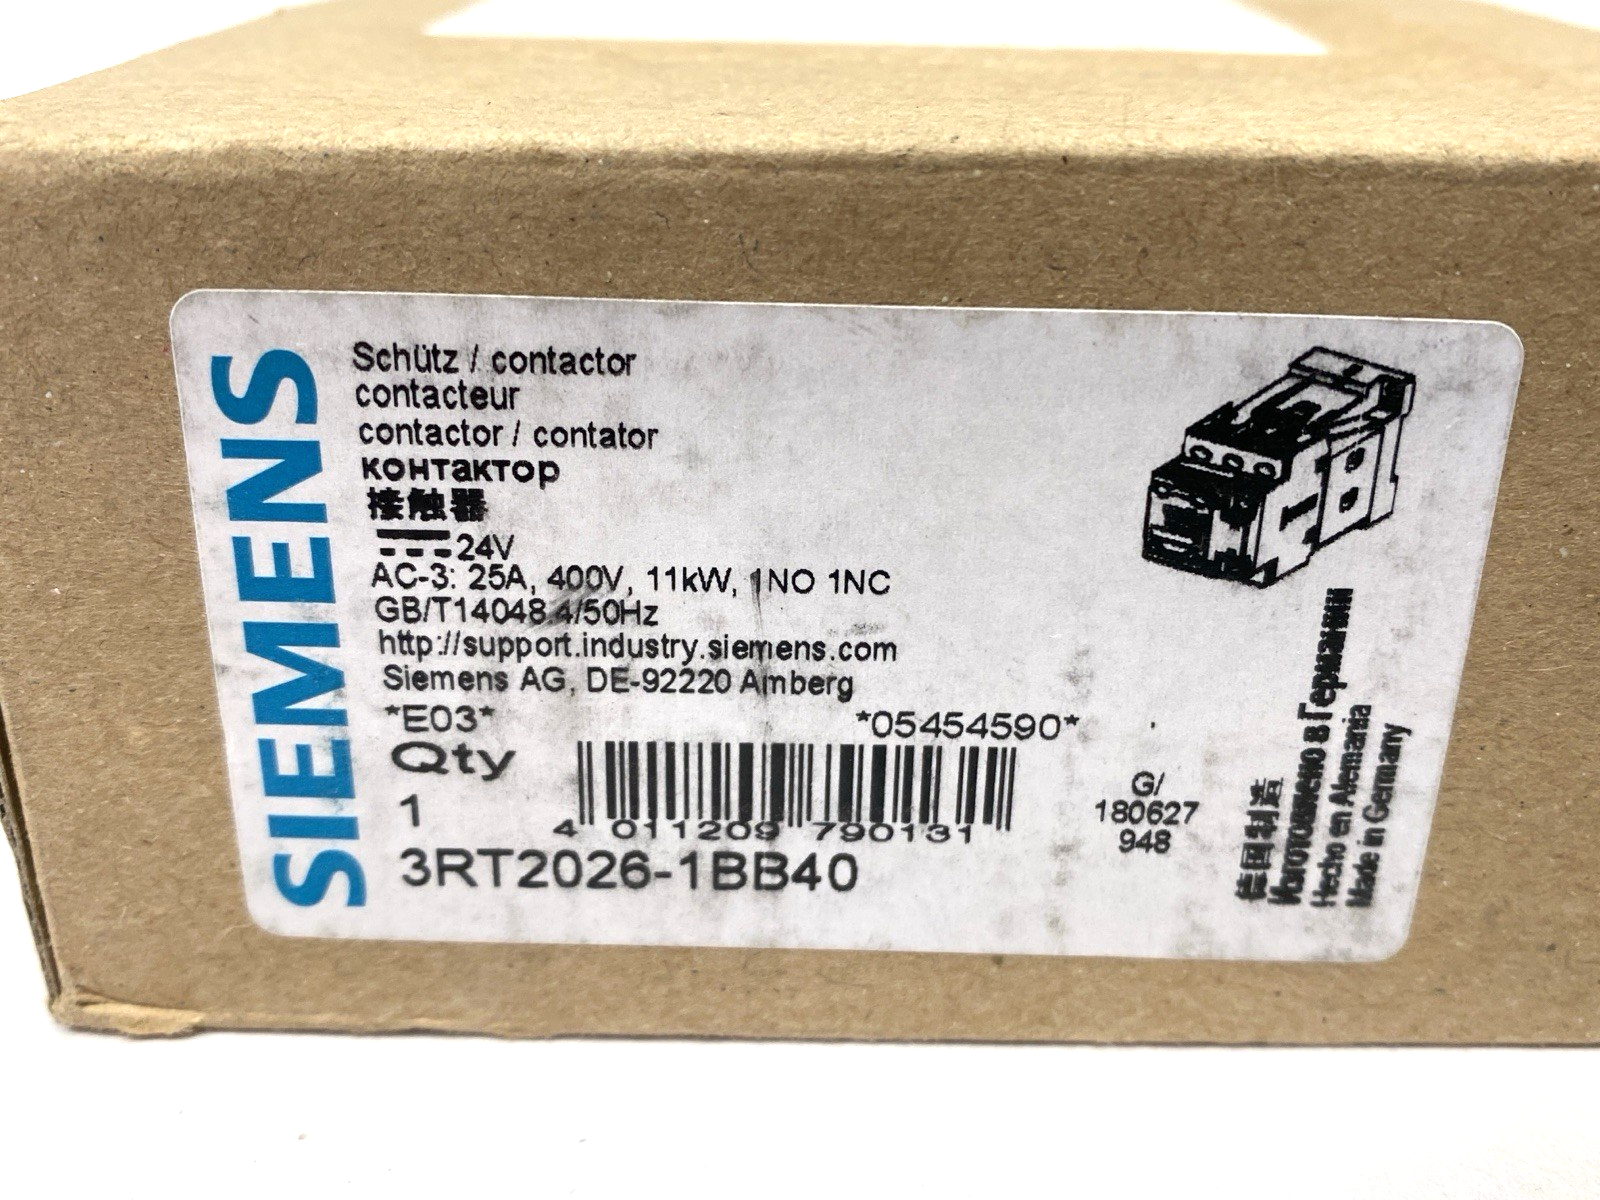 SIEMENS
Schütz / contactor
contacteur
contactor / contator
контактор
接触器
24V
AC-3: 25A, 400V, 11kW, 1NO 1NC
GB/T14048.4/50Hz
http://support.industry.siemens.com
Siemens AG, DE-92220 Amberg
*E03* *05454590*
Qty
1
4 011209 790131
3RT2026-1BB40
G/
180627
948
德国制造
Изготовлено в Германии
Hecho en Alemania
Made in Germany